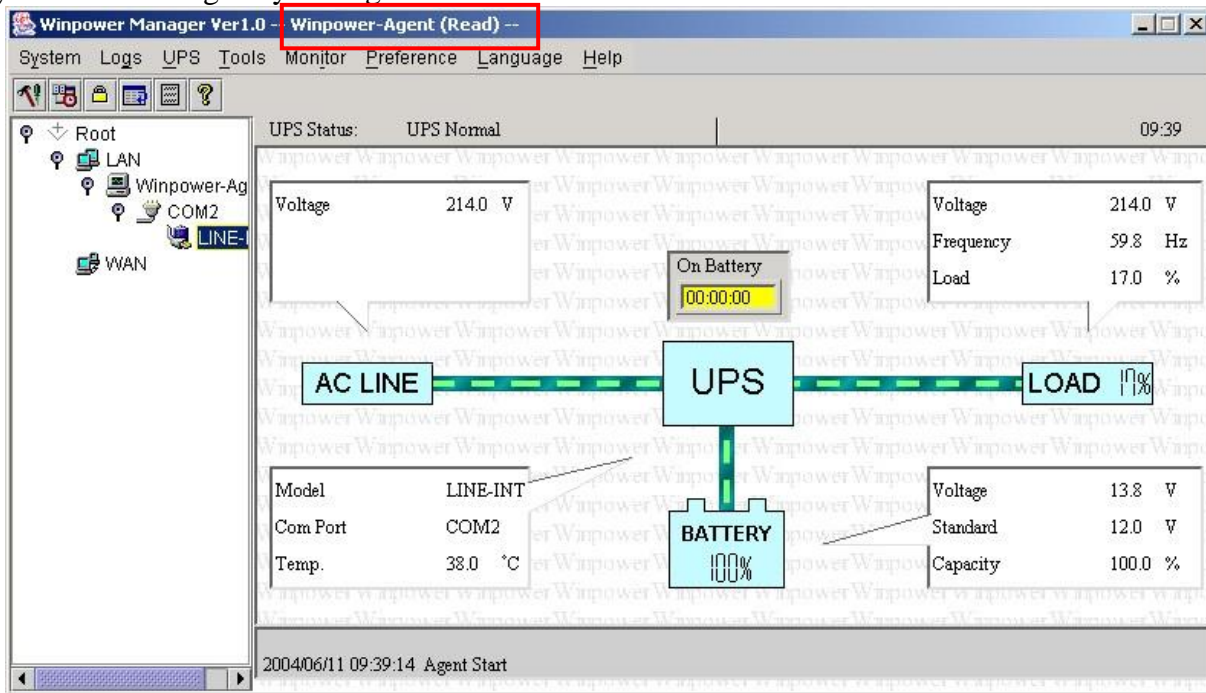 Winpower Manager Ver1.0 -- Winpower-Agent (Read) --
System Logs UPS Tools Monitor Preference Language Help
Root
LAN
Winpower-Ag
COM2
LINE-I
WAN
UPS Status: UPS Normal 09:39
Voltage 214.0 V
Voltage 214.0 V
Frequency 59.8 Hz
Load 17.0 %
On Battery
00:00:00
AC LINE
UPS
LOAD 17%
Model LINE-INT
Com Port COM2
Temp. 38.0 °C
BATTERY
100%
Voltage 13.8 V
Standard 12.0 V
Capacity 100.0 %
2004/06/11 09:39:14 Agent Start